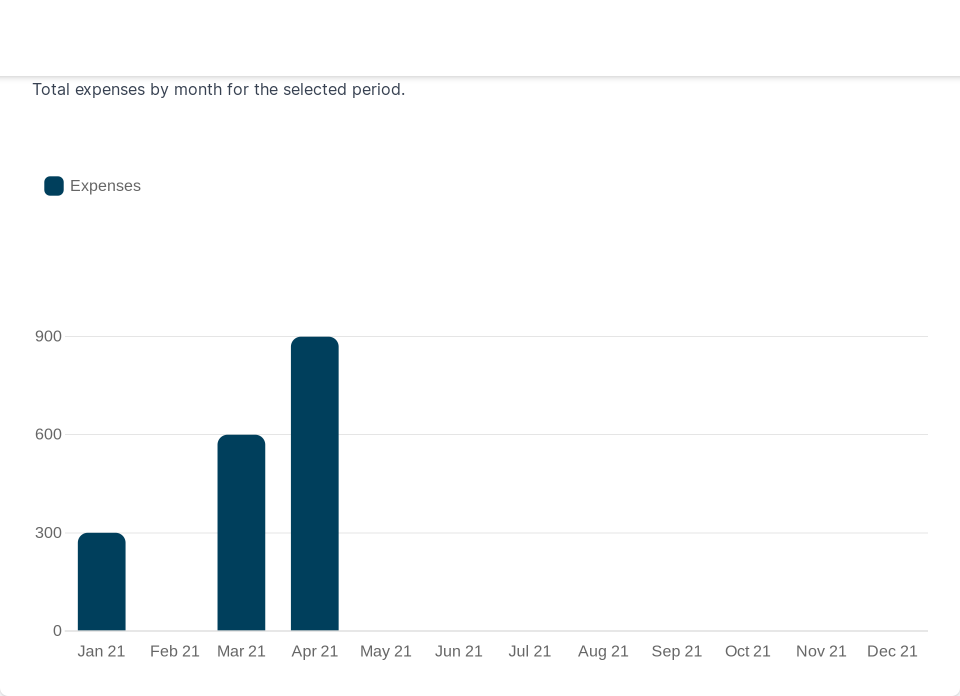 Total expenses by month for the selected period.
Expenses
900
600
300
0
Jan 21 Feb 21 Mar 21 Apr 21 May 21 Jun 21 Jul 21 Aug 21 Sep 21 Oct 21 Nov 21 Dec 21